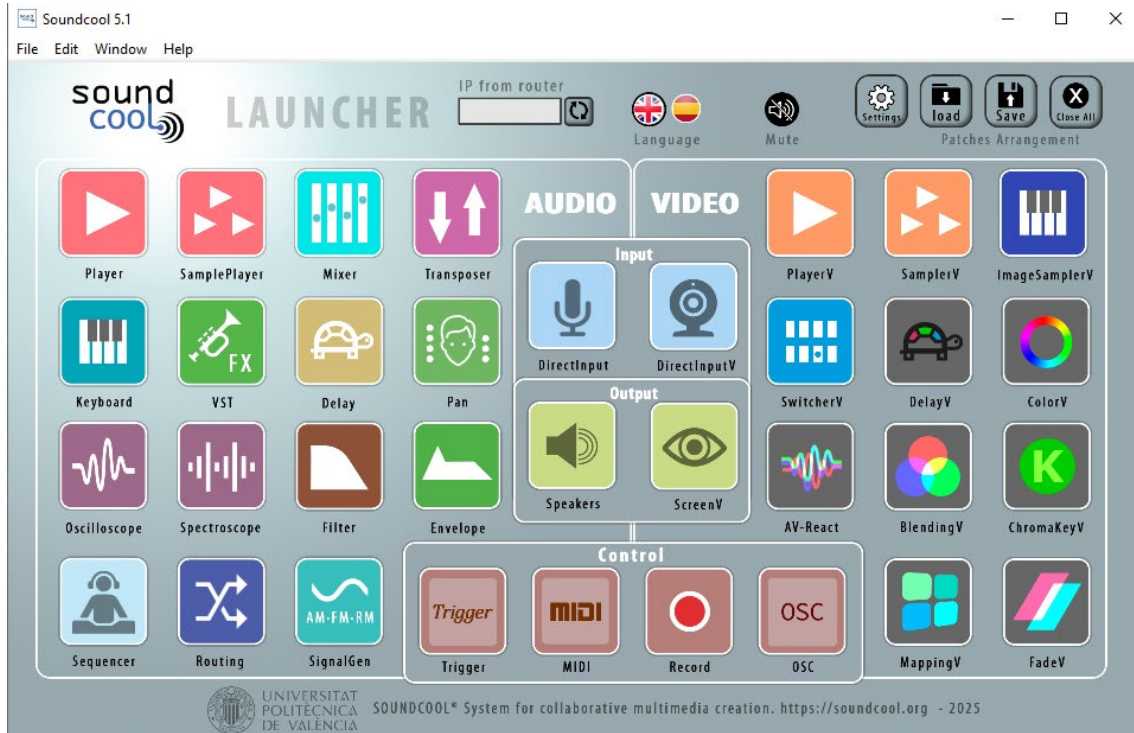 Soundcool 5.1
File Edit Window Help
sound
cool
LAUNCHER
IP from router
Language
Mute
Settings
load
Save
Close All
Patches Arrangement
AUDIO
VIDEO
Player
SamplePlayer
Mixer
Transposer
Input
PlayerV
SamplerV
ImageSamplerV
DirectInput
DirectInputV
FX
Keyboard
VST
Delay
Pan
Output
SwitcherV
DelayV
ColorV
K
Oscilloscope
Spectroscope
Filter
Envelope
Speakers
ScreenV
AV-React
BlendingV
ChromaKeyV
Control
AM-FM-RM
Trigger
MIDI
OSC
Sequencer
Routing
SignalGen
Trigger
MIDI
Record
OSC
MappingV
FadeV
UNIVERSITAT
POLITÈCNICA
DE VALÈNCIA
SOUNDCOOL® System for collaborative multimedia creation. https://soundcool.org - 2025